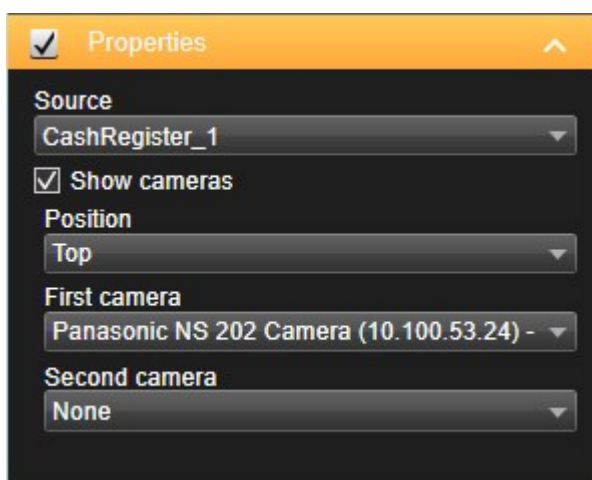 Properties
Source
CashRegister_1
Show cameras
Position
Top
First camera
Panasonic NS 202 Camera (10.100.53.24) -
Second camera
None